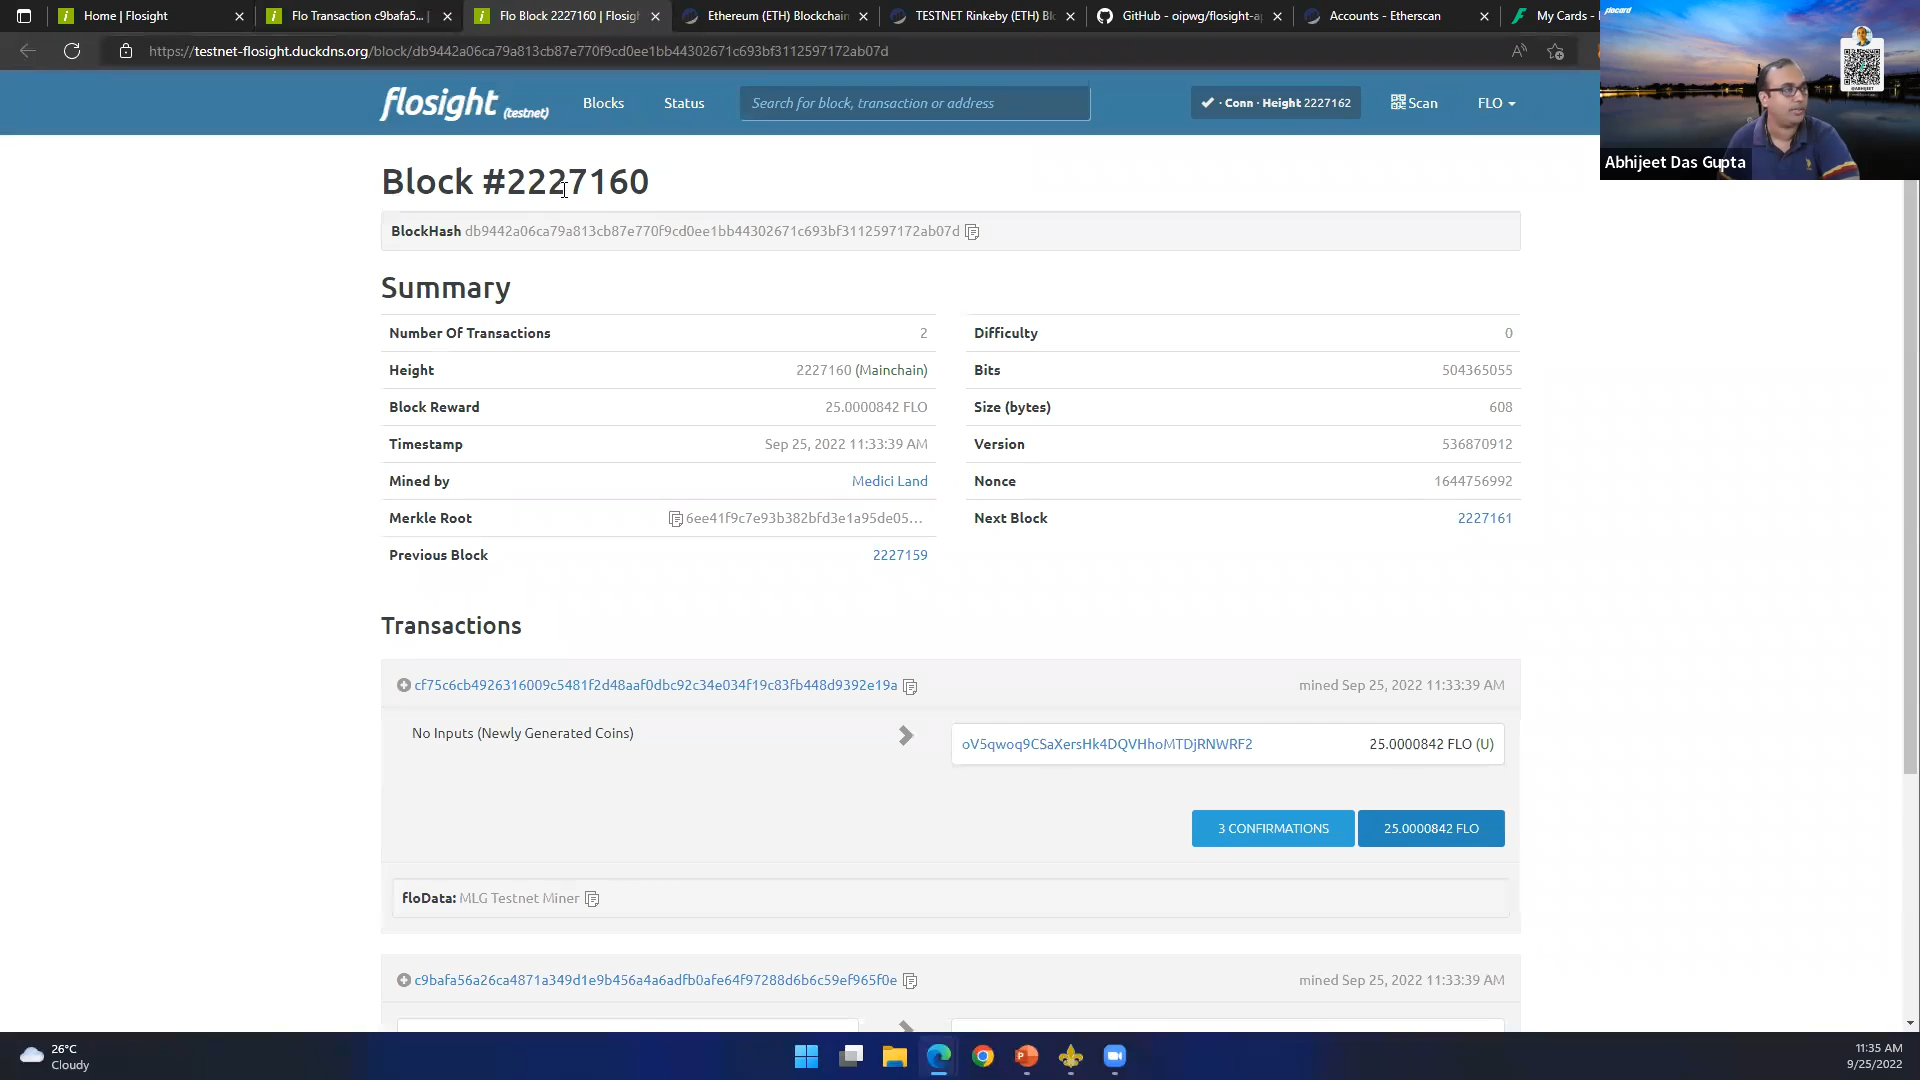 Home | Flosight
Flo Transaction c9bafa5...
Flo Block 2227160 | Flosigh
Ethereum (ETH) Blockchain
TESTNET Rinkeby (ETH) Bl
GitHub - oipwg/flosight-a
Accounts - Etherscan
My Cards -
https://testnet-flosight.duckdns.org/block/db9442a06ca79a813cb87e770f9cd0ee1bb44302671c693bf3112597172ab07d
flocard
Abhijeet Das Gupta
flosight (testnet)
Blocks
Status
Search for block, transaction or address
· Conn · Height 2227162
Scan
FLO
Block #2227160
BlockHash db9442a06ca79a813cb87e770f9cd0ee1bb44302671c693bf3112597172ab07d
Summary
Number Of Transactions 2
Height 2227160 (Mainchain)
Block Reward 25.0000842 FLO
Timestamp Sep 25, 2022 11:33:39 AM
Mined by Medici Land
Merkle Root 6ee41f9c7e93b382bfd3e1a95de05...
Previous Block 2227159
Difficulty 0
Bits 504365055
Size (bytes) 608
Version 536870912
Nonce 1644756992
Next Block 2227161
Transactions
cf75c6cb4926316009c5481f2d48aaf0dbc92c34e034f19c83fb448d9392e19a
mined Sep 25, 2022 11:33:39 AM
No Inputs (Newly Generated Coins)
oV5qwoq9CSaXersHk4DQVHhoMTDjRNWRF2 25.0000842 FLO (U)
3 CONFIRMATIONS
25.0000842 FLO
floData: MLG Testnet Miner
c9bafa56a26ca4871a349d1e9b456a4a6adfb0afe64f97288d6b6c59ef965f0e
mined Sep 25, 2022 11:33:39 AM
26°C
Cloudy
11:35 AM
9/25/2022